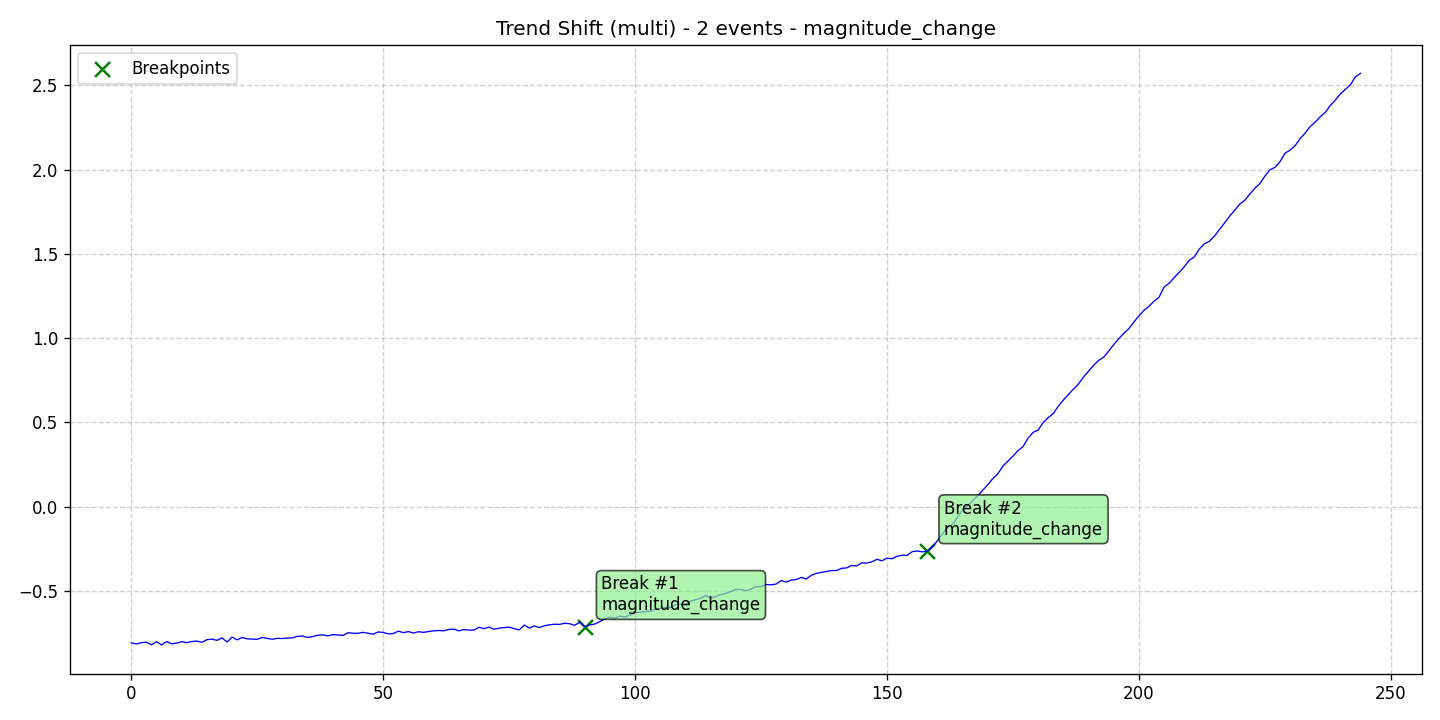 Trend Shift (multi) - 2 events - magnitude_change
Breakpoints
2.5
2.0
1.5
1.0
0.5
0.0
−0.5
Break #2
magnitude_change
Break #1
magnitude_change
0
50
100
150
200
250